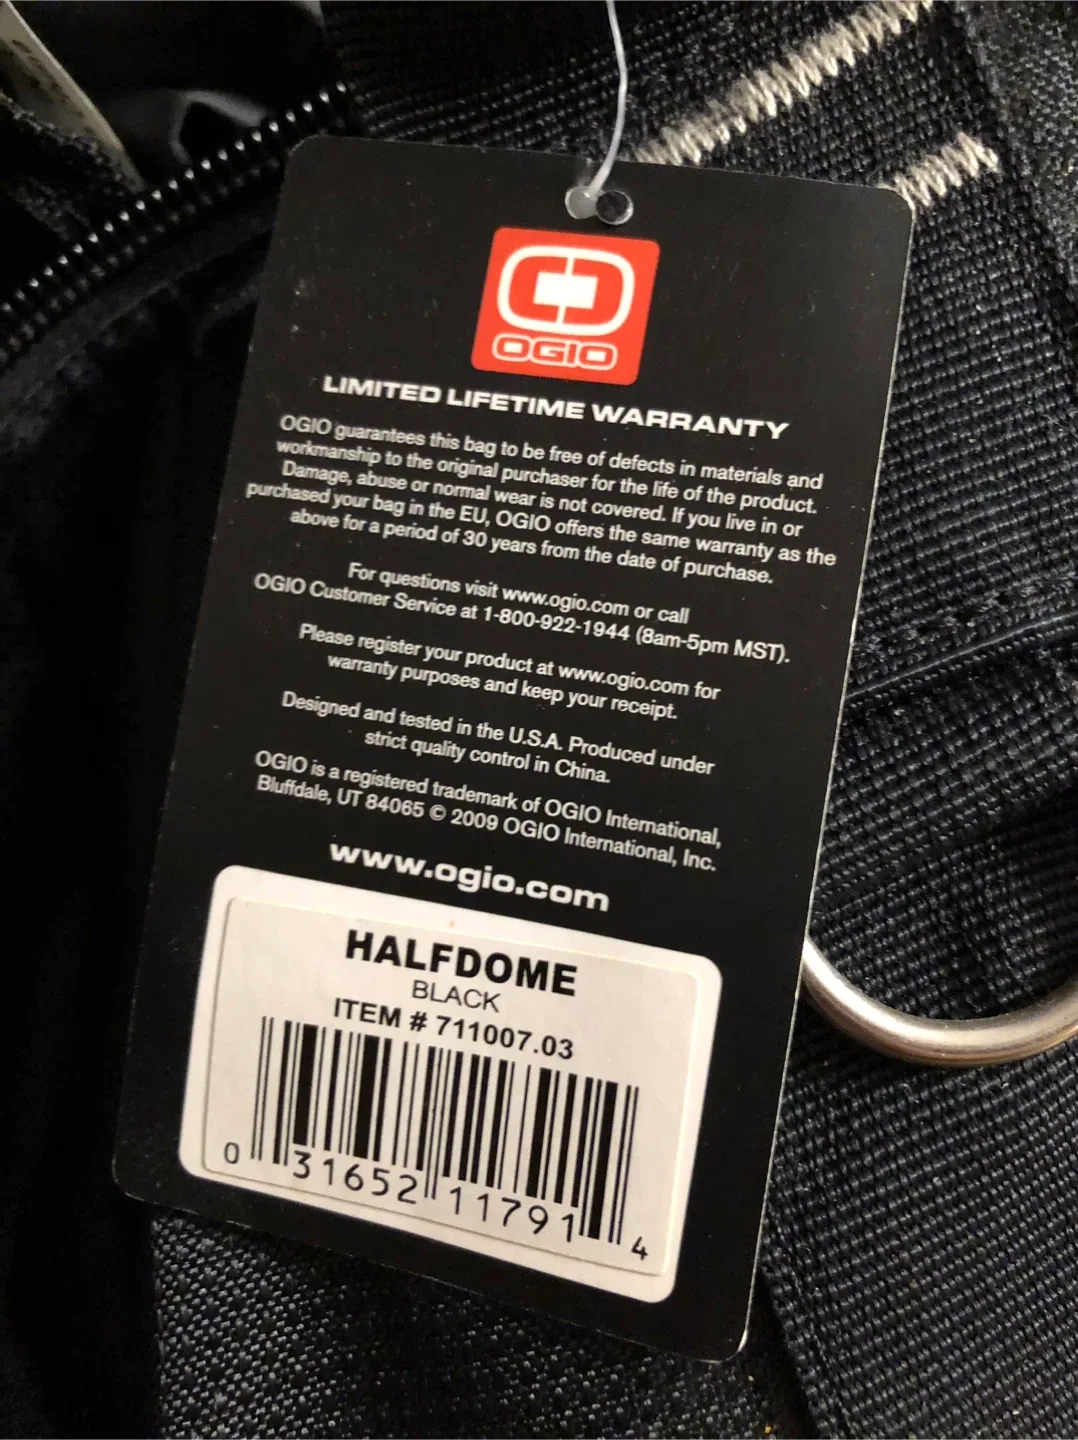 OGIO
LIMITED LIFETIME WARRANTY
OGIO guarantees this bag to be free of defects in materials and
workmanship to the original purchaser for the life of the product.
Damage, abuse or normal wear is not covered. If you live in or
purchased your bag in the EU, OGIO offers the same warranty as the
above for a period of 30 years from the date of purchase.
For questions visit www.ogio.com or call
OGIO Customer Service at 1-800-922-1944 (8am-5pm MST).
Please register your product at www.ogio.com for
warranty purposes and keep your receipt.
Designed and tested in the U.S.A. Produced under
strict quality control in China.
OGIO is a registered trademark of OGIO International,
Bluffdale, UT 84065 © 2009 OGIO International, Inc.
www.ogio.com
HALFDOME
BLACK
ITEM # 711007.03
0 31652 11791 4